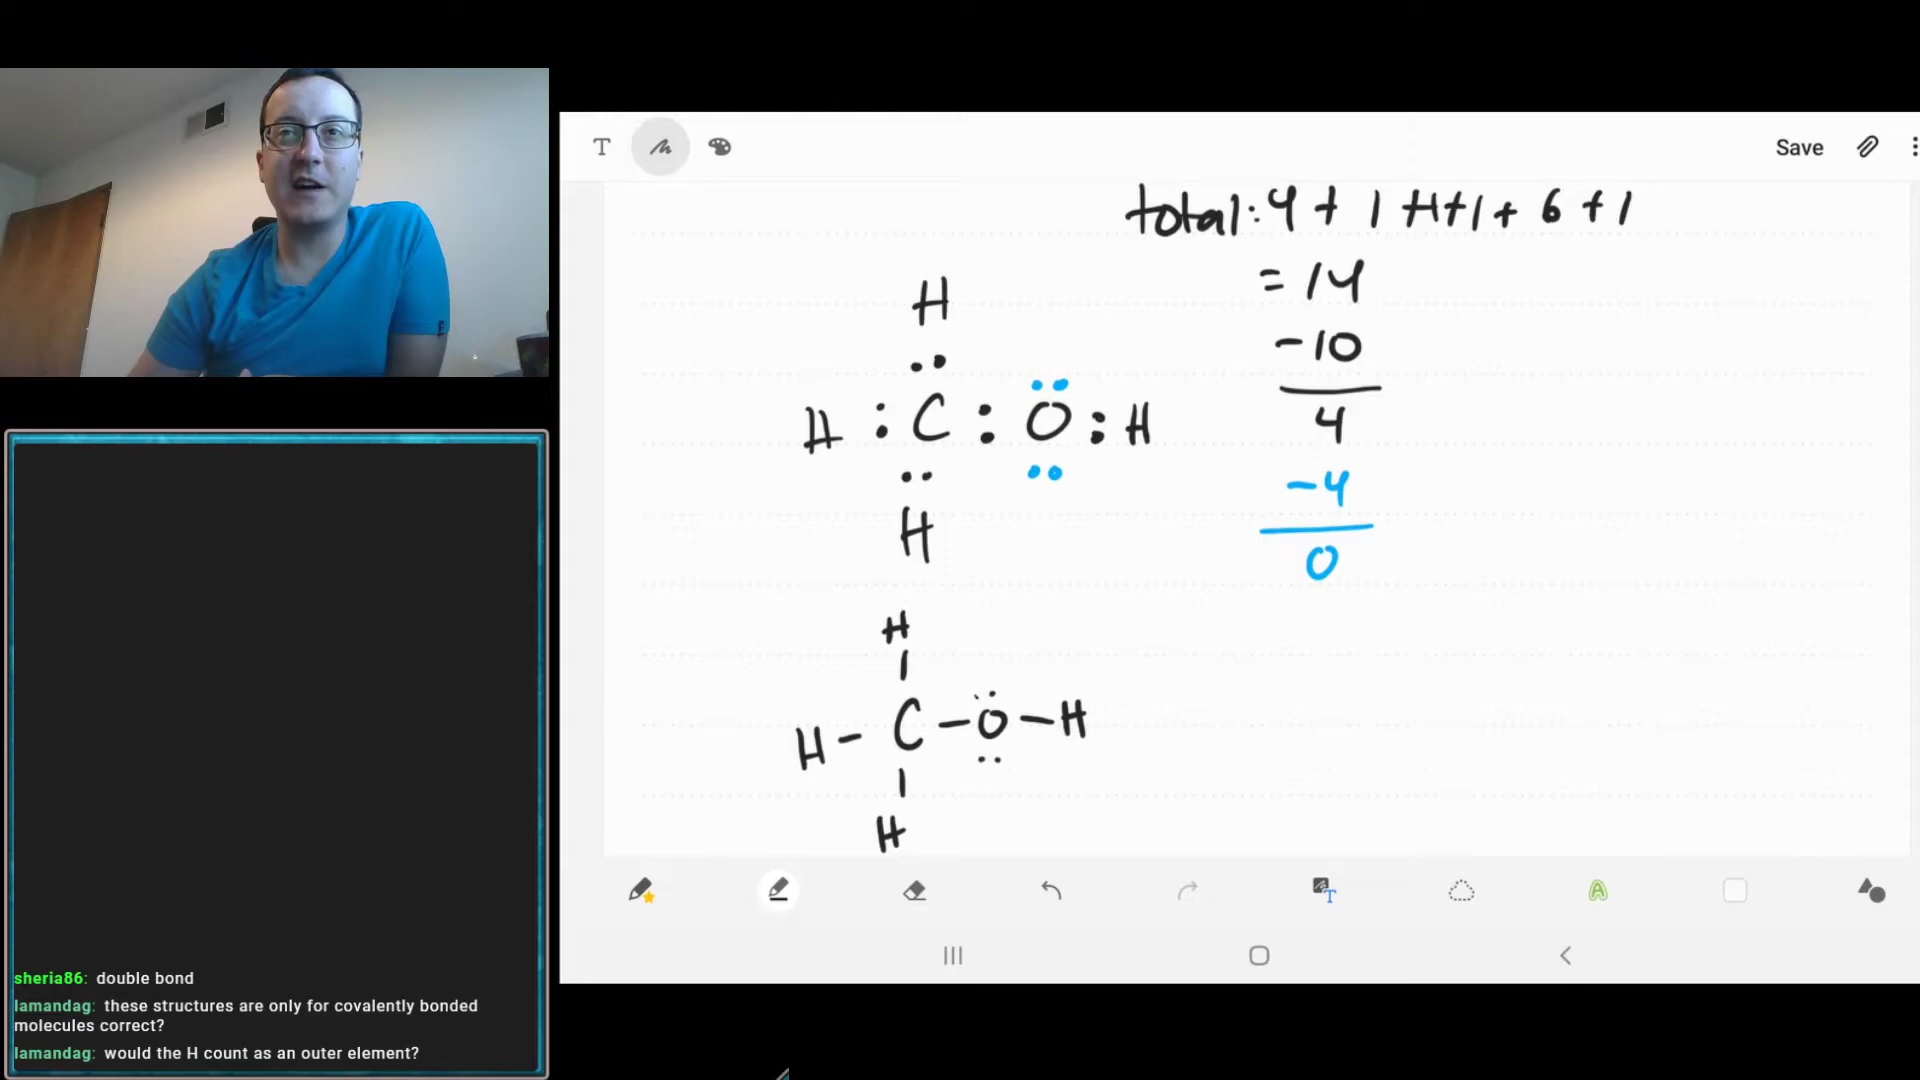 T
Save
total: 4 + 1 + 1 + 1 + 6 + 1
= 14
- 10
4
- 4
0
H
H : C : O : H
H
H
H - C - O - H
H
T
A
sheria86: double bond
lamandag: these structures are only for covalently bonded
molecules correct?
lamandag: would the H count as an outer element?